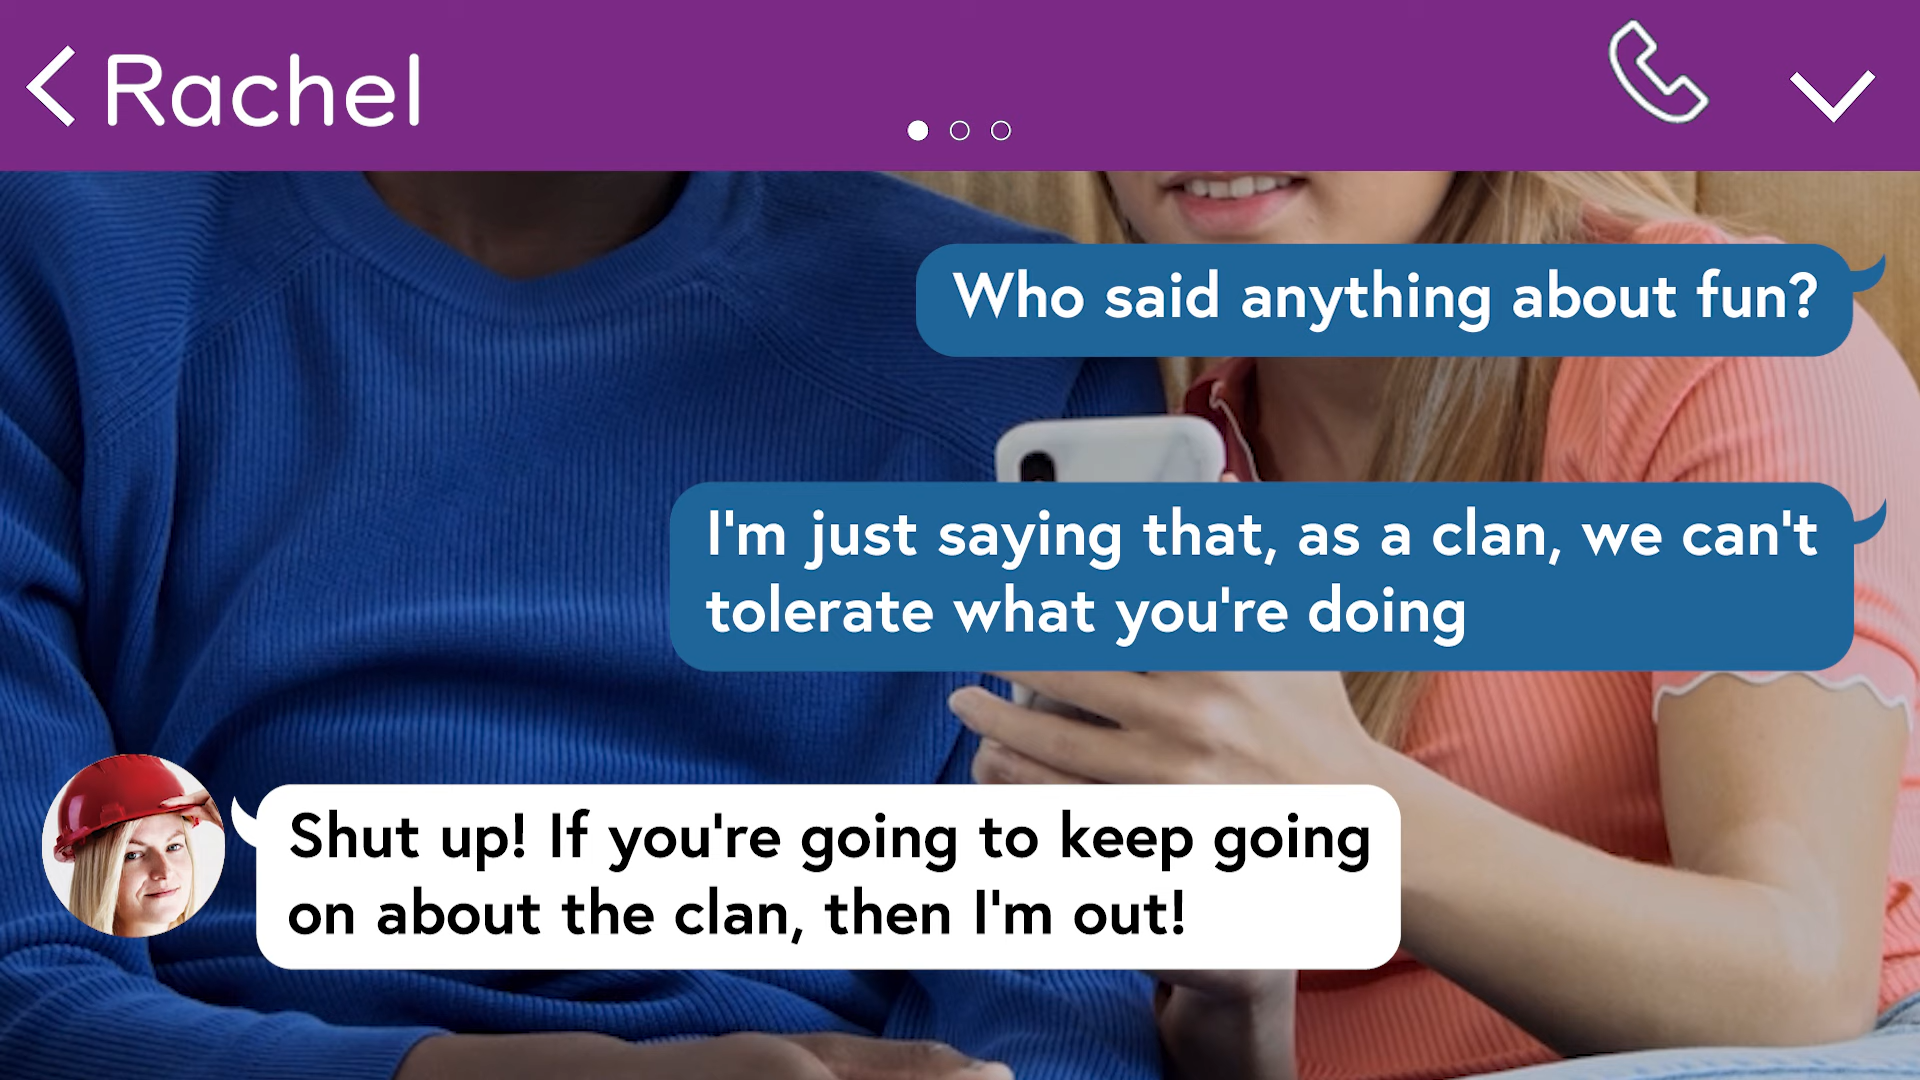 Rachel
Who said anything about fun?
I'm just saying that, as a clan, we can't
tolerate what you're doing
Shut up! If you're going to keep going
on about the clan, then I'm out!